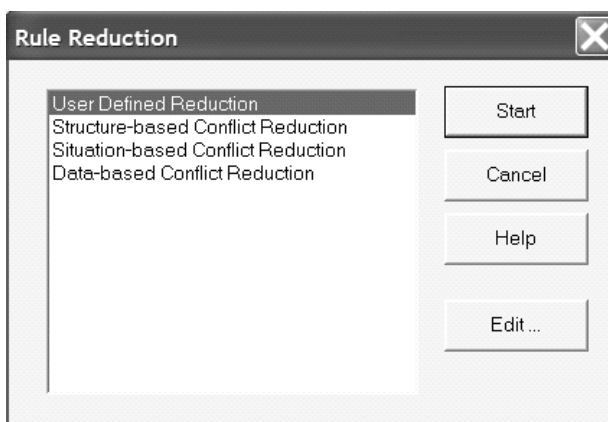 Rule Reduction
User Defined Reduction
Structure-based Conflict Reduction
Situation-based Conflict Reduction
Data-based Conflict Reduction
Start
Cancel
Help
Edit ...